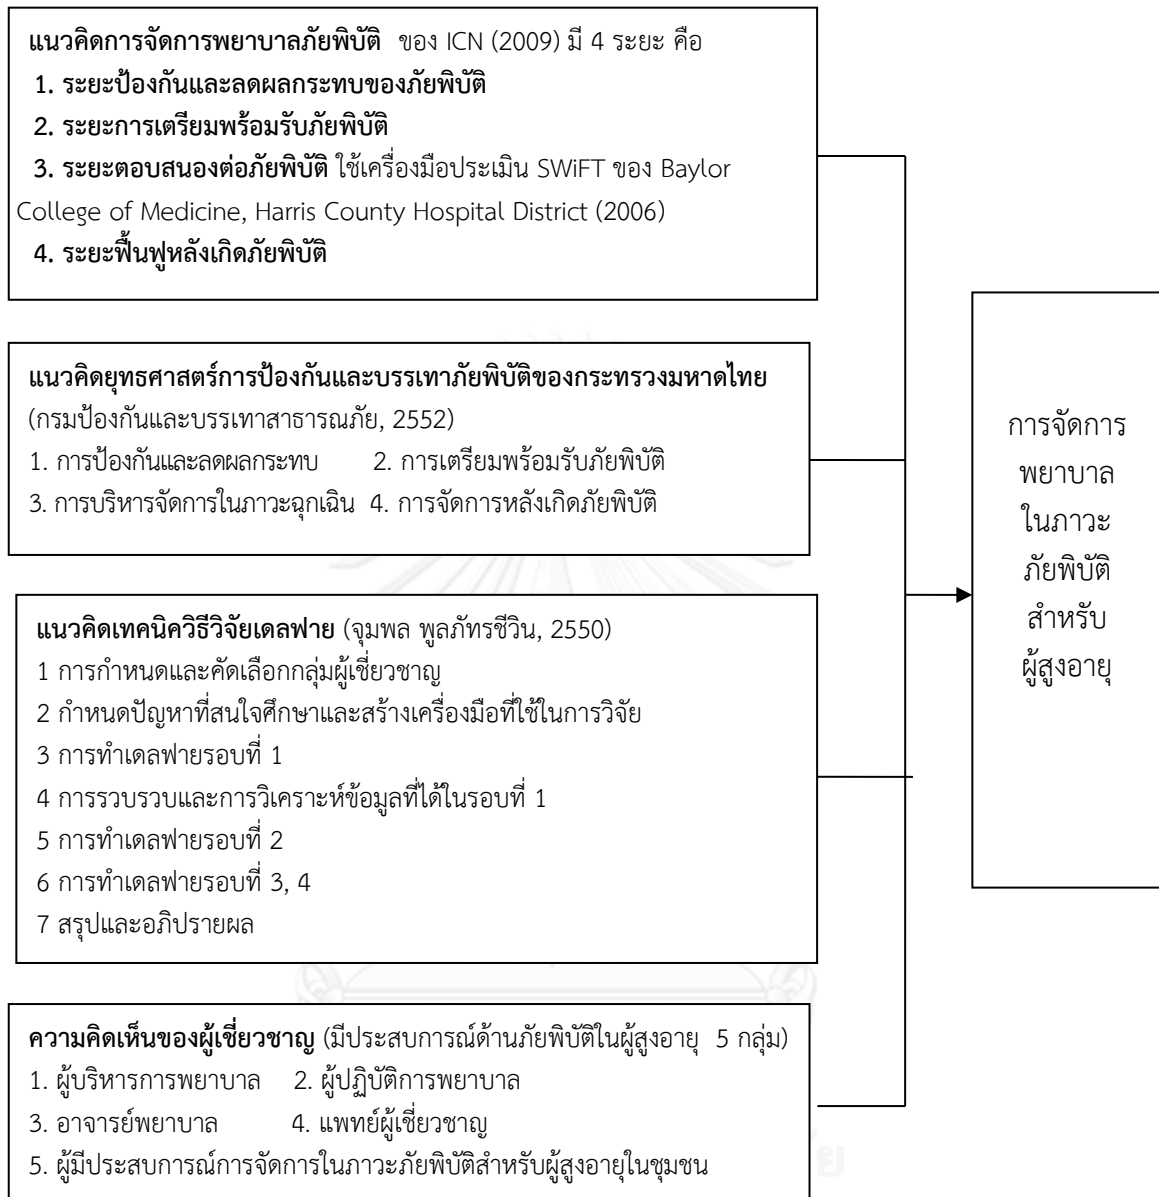 แนวคิดการจัดการพยาบาลภัยพิบัติ ของ ICN (2009) มี 4 ระยะ คือ
1. ระยะป้องกันและลดผลกระทบของภัยพิบัติ
2. ระยะการเตรียมพร้อมรับภัยพิบัติ
3. ระยะตอบสนองต่อภัยพิบัติ ใช้เครื่องมือประเมิน SWiFT ของ Baylor
College of Medicine, Harris County Hospital District (2006)
4. ระยะฟื้นฟูหลังเกิดภัยพิบัติ
แนวคิดยุทธศาสตร์การป้องกันและบรรเทาภัยพิบัติของกระทรวงมหาดไทย
(กรมป้องกันและบรรเทาสาธารณภัย, 2552)
1. การป้องกันและลดผลกระทบ 2. การเตรียมพร้อมรับภัยพิบัติ
3. การบริหารจัดการในภาวะฉุกเฉิน 4. การจัดการหลังเกิดภัยพิบัติ
แนวคิดเทคนิควิธีวิจัยเดลฟาย (จุมพล พูลภัทรชีวิน, 2550)
1 การกำหนดและคัดเลือกกลุ่มผู้เชี่ยวชาญ
2 กำหนดปัญหาที่สนใจศึกษาและสร้างเครื่องมือที่ใช้ในการวิจัย
3 การทำเดลฟายรอบที่ 1
4 การรวบรวบและการวิเคราะห์ข้อมูลที่ได้ในรอบที่ 1
5 การทำเดลฟายรอบที่ 2
6 การทำเดลฟายรอบที่ 3, 4
7 สรุปและอภิปรายผล
ความคิดเห็นของผู้เชี่ยวชาญ (มีประสบการณ์ด้านภัยพิบัติในผู้สูงอายุ 5 กลุ่ม)
1. ผู้บริหารการพยาบาล 2. ผู้ปฏิบัติการพยาบาล
3. อาจารย์พยาบาล 4. แพทย์ผู้เชี่ยวชาญ
5. ผู้มีประสบการณ์การจัดการในภาวะภัยพิบัติสำหรับผู้สูงอายุในชุมชน
การจัดการ
พยาบาล
ในภาวะ
ภัยพิบัติ
สำหรับ
ผู้สูงอายุ